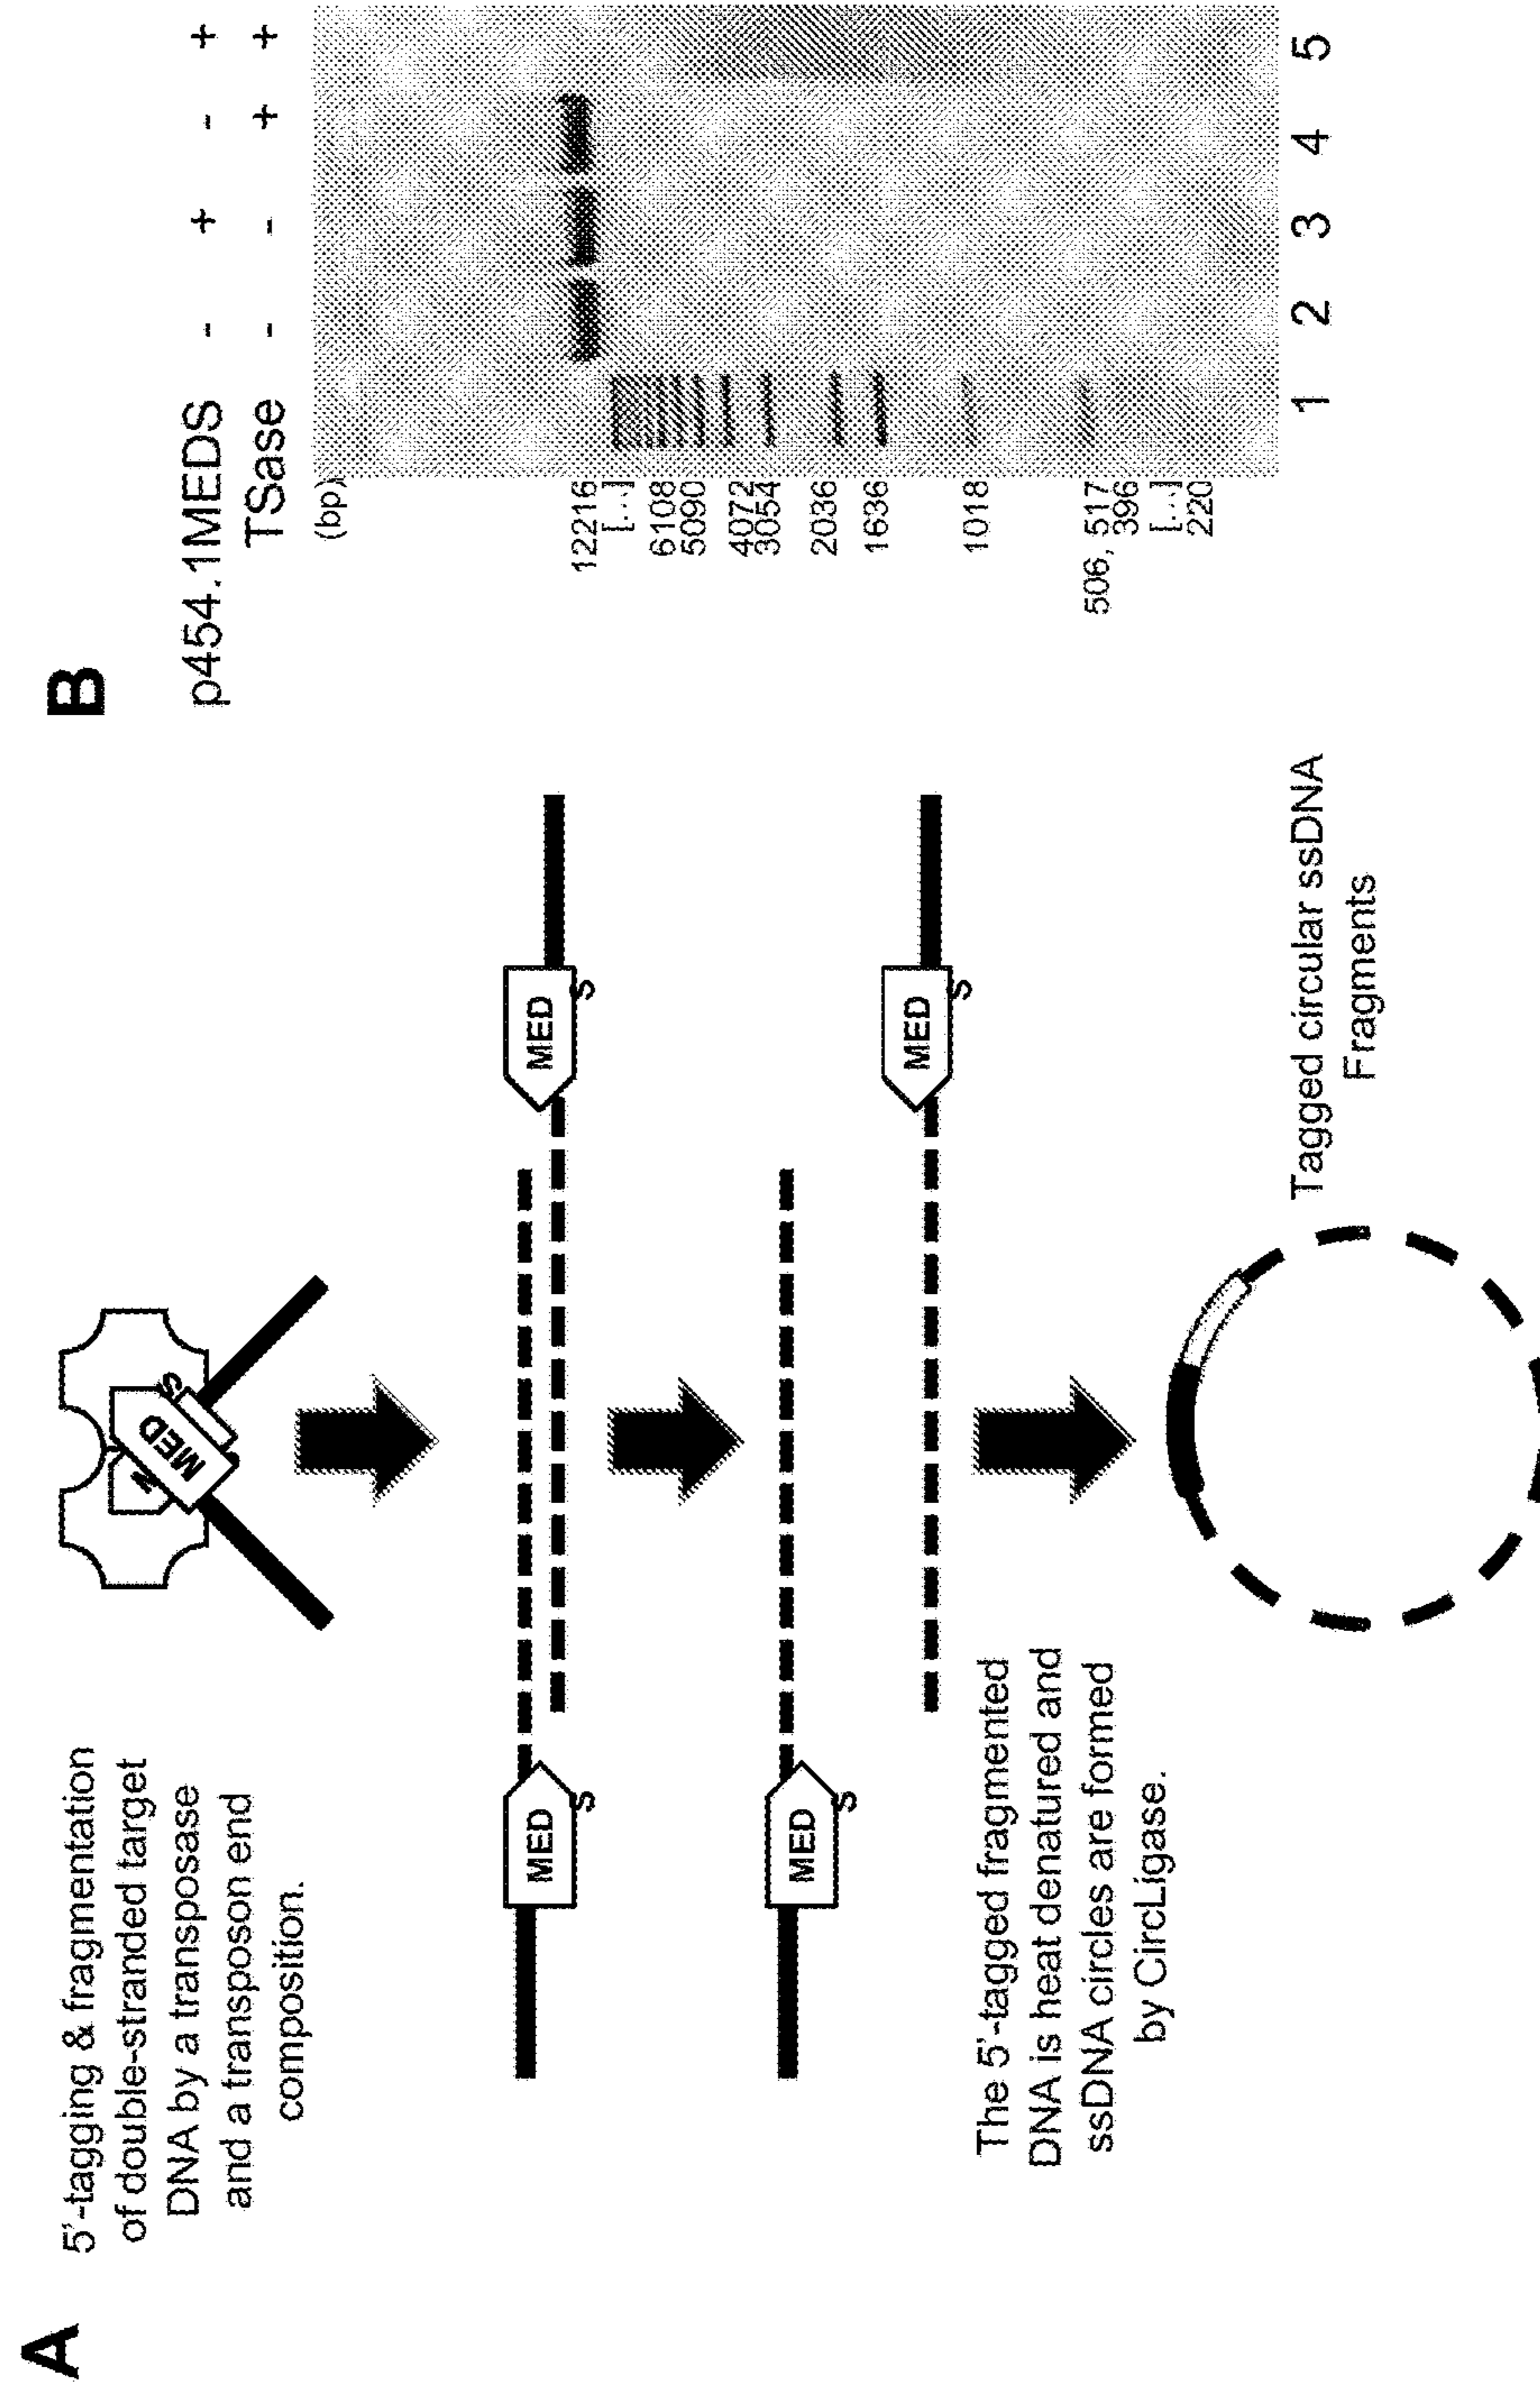 A
5'-tagging & fragmentation
of double-stranded target
DNA by a transposase
and a transposon end
composition.
MED
S
MED
S
MED
S
MED
S
MED
S
The 5'-tagged fragmented
DNA is heat denatured and
ssDNA circles are formed
by CircLigase.
Tagged circular ssDNA
Fragments
B
p454.1MEDS - + - +
TSase - - + +
(bp)
12216
[...]
6108
5090
4072
3054
2036
1636
1018
506, 517
396
[...]
220
1 2 3 4 5